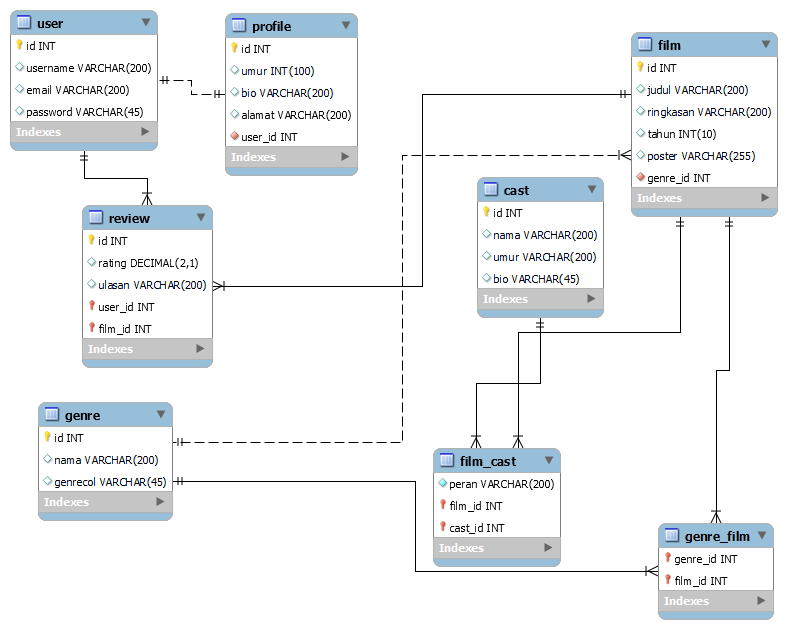 user
id INT
username VARCHAR(200)
email VARCHAR(200)
password VARCHAR(45)
Indexes
profile
id INT
umur INT(100)
bio VARCHAR(200)
alamat VARCHAR(200)
user_id INT
Indexes
film
id INT
judul VARCHAR(200)
ringkasan VARCHAR(200)
tahun INT(10)
poster VARCHAR(255)
genre_id INT
Indexes
review
id INT
rating DECIMAL(2,1)
ulasan VARCHAR(200)
user_id INT
film_id INT
Indexes
cast
id INT
nama VARCHAR(200)
umur VARCHAR(200)
bio VARCHAR(45)
Indexes
genre
id INT
nama VARCHAR(200)
genrecol VARCHAR(45)
Indexes
film_cast
peran VARCHAR(200)
film_id INT
cast_id INT
Indexes
genre_film
genre_id INT
film_id INT
Indexes